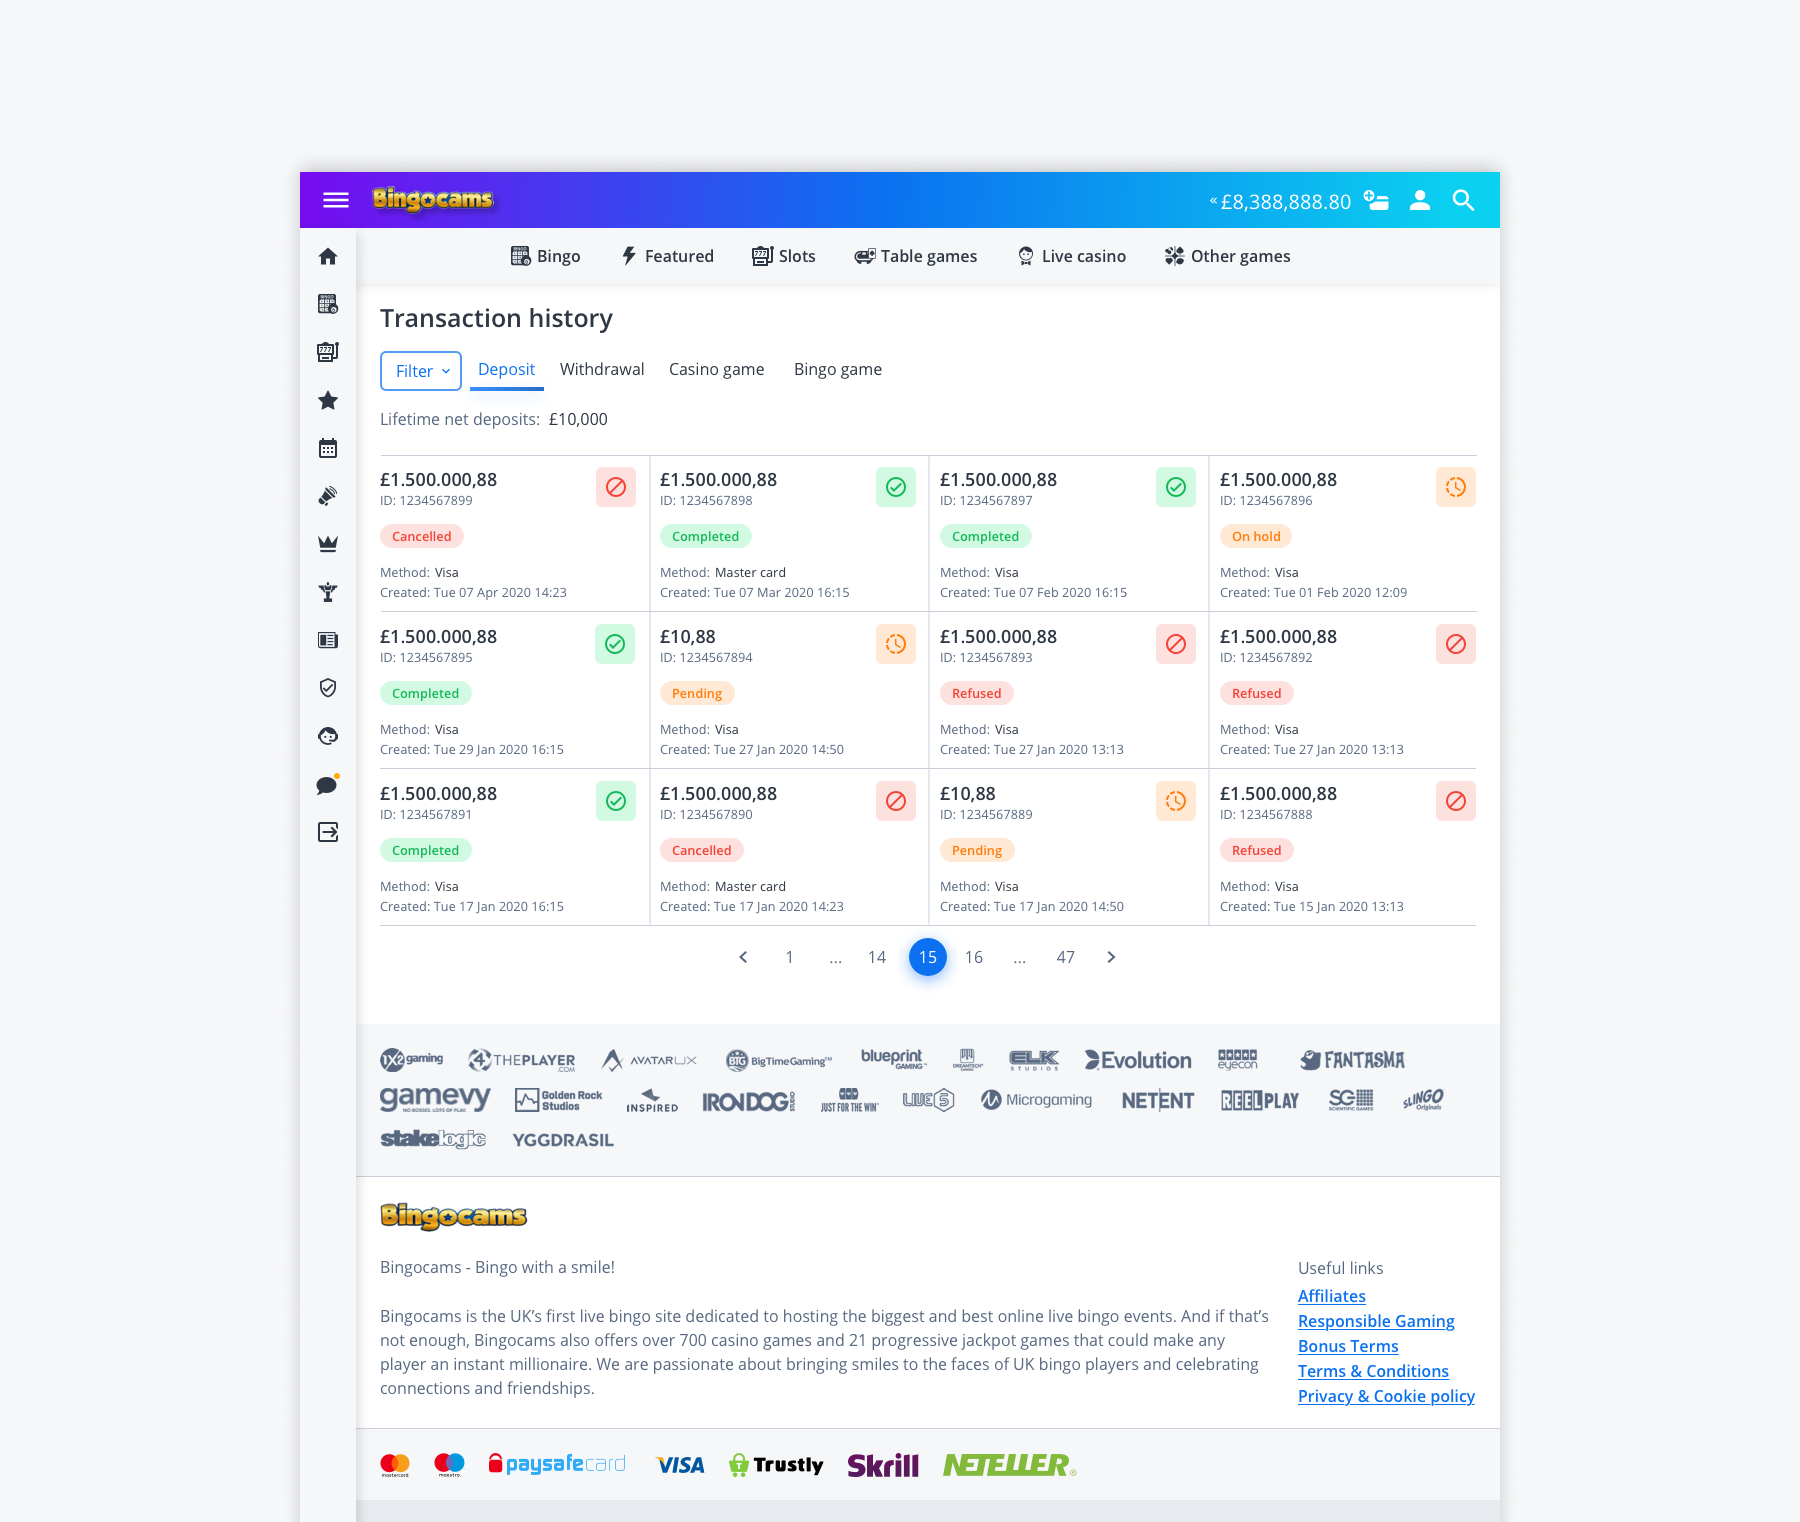 Bingocams
« £8,388,888.80
Bingo Featured Slots Table games Live casino Other games
Transaction history
Filter Deposit Withdrawal Casino game Bingo game
Lifetime net deposits: £10,000
£1.500.000,88 £1.500.000,88 £1.500.000,88 £1.500.000,88
ID: 1234567899 ID: 1234567898 ID: 1234567897 ID: 1234567896
Cancelled Completed Completed On hold
Method: Visa Method: Master card Method: Visa Method: Visa
Created: Tue 07 Apr 2020 14:23 Created: Tue 07 Mar 2020 16:15 Created: Tue 07 Feb 2020 16:15 Created: Tue 01 Feb 2020 12:09
£1.500.000,88 £10,88 £1.500.000,88 £1.500.000,88
ID: 1234567895 ID: 1234567894 ID: 1234567893 ID: 1234567892
Completed Pending Refused Refused
Method: Visa Method: Visa Method: Visa Method: Visa
Created: Tue 29 Jan 2020 16:15 Created: Tue 27 Jan 2020 14:50 Created: Tue 27 Jan 2020 13:13 Created: Tue 27 Jan 2020 13:13
£1.500.000,88 £1.500.000,88 £10,88 £1.500.000,88
ID: 1234567891 ID: 1234567890 ID: 1234567889 ID: 1234567888
Completed Cancelled Pending Refused
Method: Visa Method: Master card Method: Visa Method: Visa
Created: Tue 17 Jan 2020 16:15 Created: Tue 17 Jan 2020 14:23 Created: Tue 17 Jan 2020 14:50 Created: Tue 15 Jan 2020 13:13
1 ... 14 15 16 ... 47
1X2gaming 4THEPLAYER.COM AVATARUX BIG BigTimeGaming™ blueprint GAMING™ DREAMTECH GAMING ELK STUDIOS Evolution eyecon FANTASMA
gamevy NO BOSSES. LOTS OF PLAY. Golden Rock Studios INSPIRED IRONDOG STUDIO JUST FOR THE WIN LIVE5 Microgaming NETENT REELPLAY SG SCIENTIFIC GAMES SLINGO Originals
stakelogic YGGDRASIL
Bingocams
Bingocams - Bingo with a smile!
Bingocams is the UK’s first live bingo site dedicated to hosting the biggest and best online live bingo events. And if that’s
not enough, Bingocams also offers over 700 casino games and 21 progressive jackpot games that could make any
player an instant millionaire. We are passionate about bringing smiles to the faces of UK bingo players and celebrating
connections and friendships.
Useful links
Affiliates
Responsible Gaming
Bonus Terms
Terms & Conditions
Privacy & Cookie policy
mastercard maestro. paysafecard VISA Trustly Skrill NETELLER®